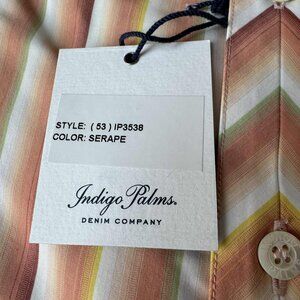 STYLE: ( 53 ) IP3538
COLOR: SERAPE
Indigo Palms.
DENIM COMPANY